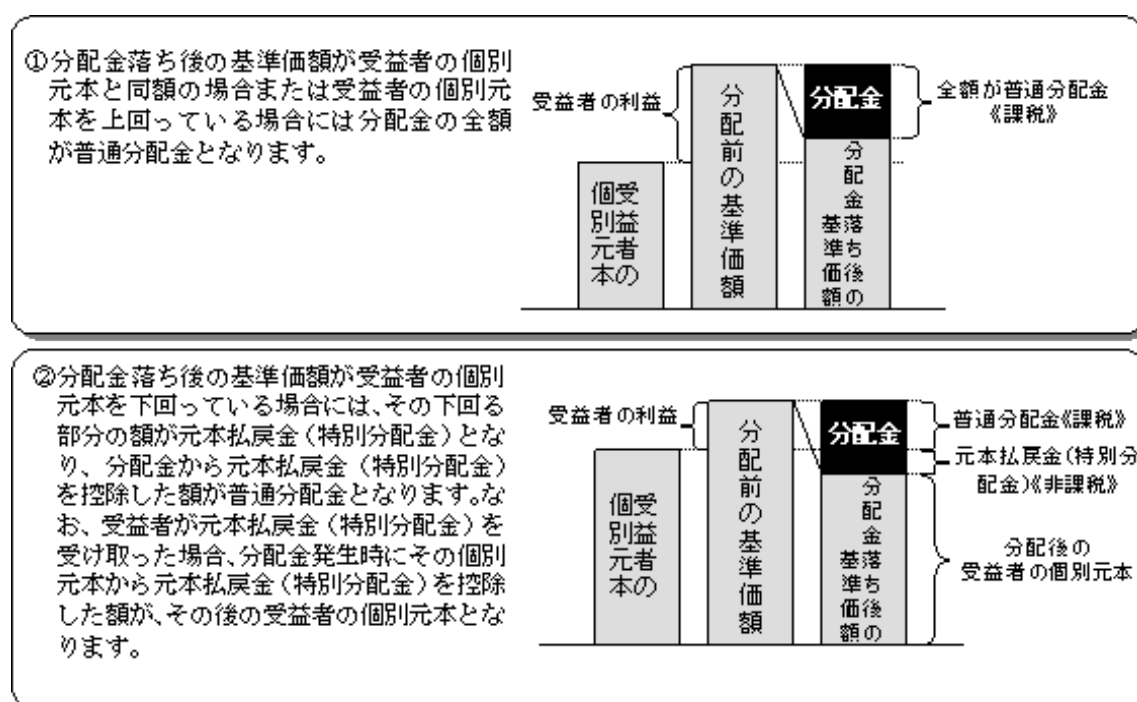 ①分配金落ち後の基準価額が受益者の個別
元本と同額の場合または受益者の個別元
本を上回っている場合には分配金の全額
が普通分配金となります。
受益者の利益
受益者の
個別元本
分配前の基準価額
分配金
分配金落ち後の
基準価額
全額が普通分配金
《課税》
②分配金落ち後の基準価額が受益者の個別
元本を下回っている場合には、その下回る
部分の額が元本払戻金（特別分配金）とな
り、分配金から元本払戻金（特別分配金）
を控除した額が普通分配金となります。な
お、受益者が元本払戻金（特別分配金）を
受け取った場合、分配金発生時にその個別
元本から元本払戻金（特別分配金）を控除
した額が、その後の受益者の個別元本とな
ります。
受益者の利益
受益者の
個別元本
分配前の基準価額
分配金
分配金落ち後の
基準価額
普通分配金《課税》
元本払戻金(特別分
配金)《非課税》
分配後の
受益者の個別元本